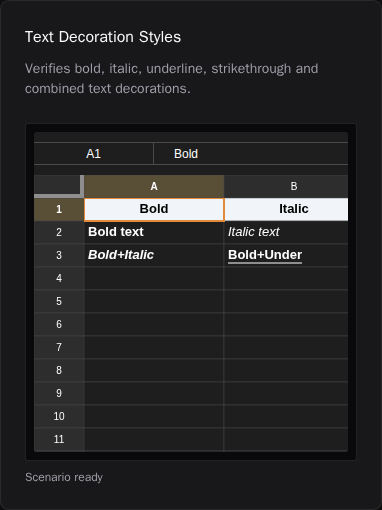 Text Decoration Styles
Verifies bold, italic, underline, strikethrough and
combined text decorations.
A1 Bold
A B
1 Bold Italic
2 Bold text Italic text
3 Bold+Italic Bold+Under
4
5
6
7
8
9
10
11
Scenario ready